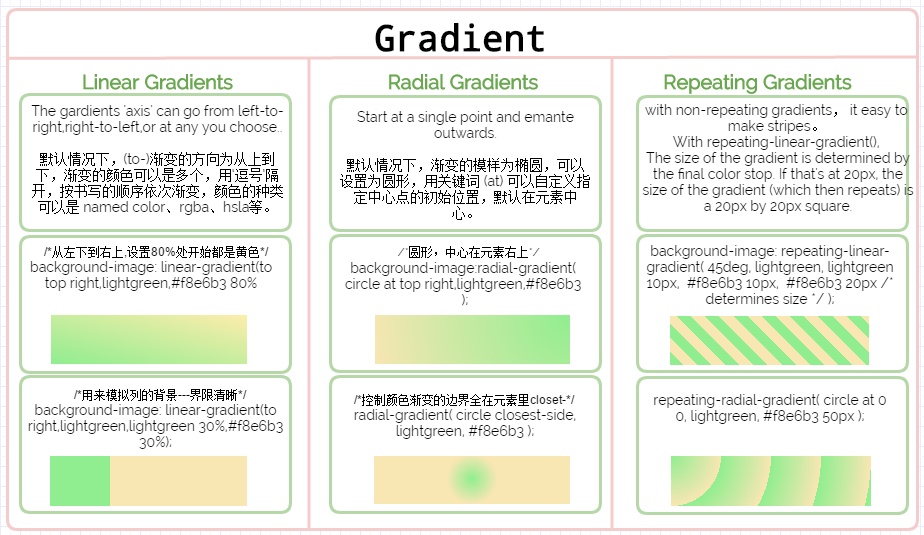 Gradient
Linear Gradients
The gardients 'axis' can go from left-to-
right,right-to-left,or at any you choose..
默认情况下，(to-)渐变的方向为从上到
下，渐变的颜色可以是多个，用'逗号'隔
开，按书写的顺序依次渐变，颜色的种类
可以是 named color、rgba、hsla等。
/*从左下到右上,设置80%处开始都是黄色*/
background-image: linear-gradient(to
top right,lightgreen,#f8e6b3 80%
/*用来模拟列的背景---界限清晰*/
background-image: linear-gradient(to
right,lightgreen,lightgreen 30%,#f8e6b3
30%);
Radial Gradients
Start at a single point and emante
outwards.
默认情况下，渐变的模样为椭圆，可以
设置为圆形，用关键词 (at) 可以自定义指
定中心点的初始位置，默认在元素中
心。
/*圆形，中心在元素右上*/
background-image:radial-gradient(
circle at top right,lightgreen,#f8e6b3
);
/*控制颜色渐变的边界全在元素里closet-*/
radial-gradient( circle closest-side,
lightgreen, #f8e6b3 );
Repeating Gradients
with non-repeating gradients， it easy to
make stripes。
With repeating-linear-gradient(),
The size of the gradient is determined by
the final color stop. If that's at 20px, the
size of the gradient (which then repeats) is
a 20px by 20px square.
background-image: repeating-linear-
gradient( 45deg, lightgreen, lightgreen
10px, #f8e6b3 10px, #f8e6b3 20px /*
determines size */ );
repeating-radial-gradient( circle at 0
0, lightgreen, #f8e6b3 50px );